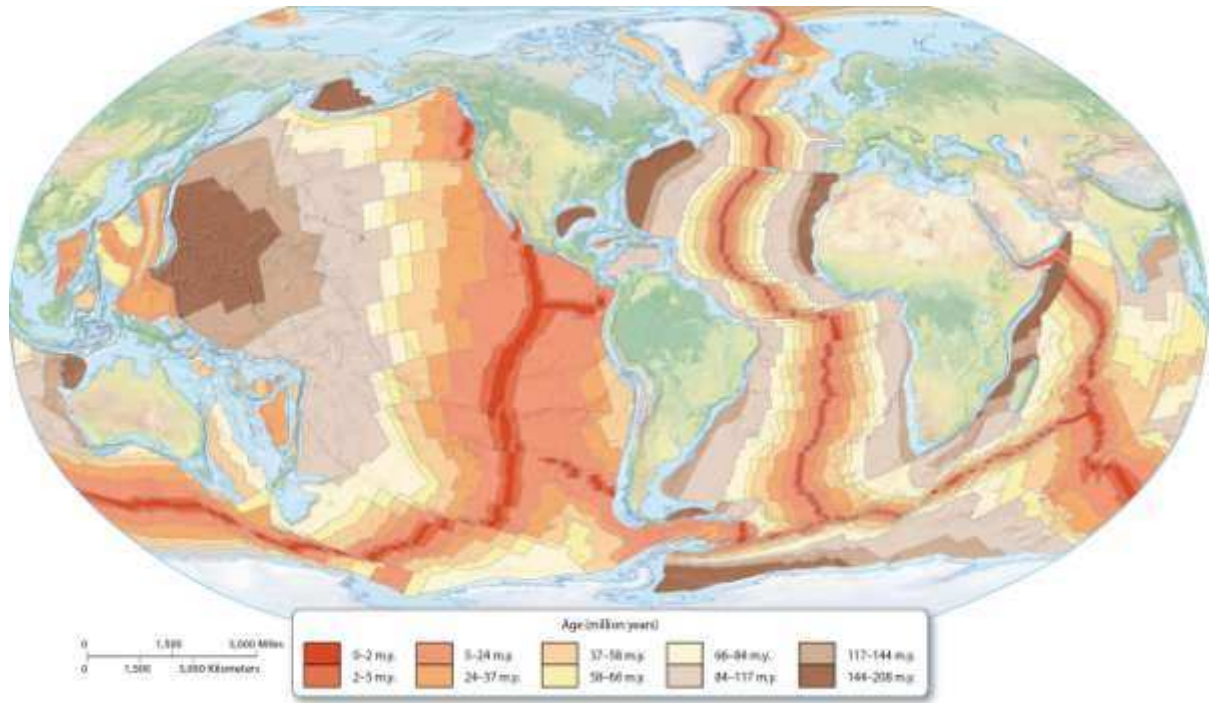 Age (million years)
0–2 m.y. 5–24 m.y. 37–58 m.y. 66–84 m.y. 117–144 m.y.
2–5 m.y. 24–37 m.y. 58–66 m.y. 84–117 m.y. 144–208 m.y.
0 1,500 3,000 Miles
0 1,500 3,000 Kilometers